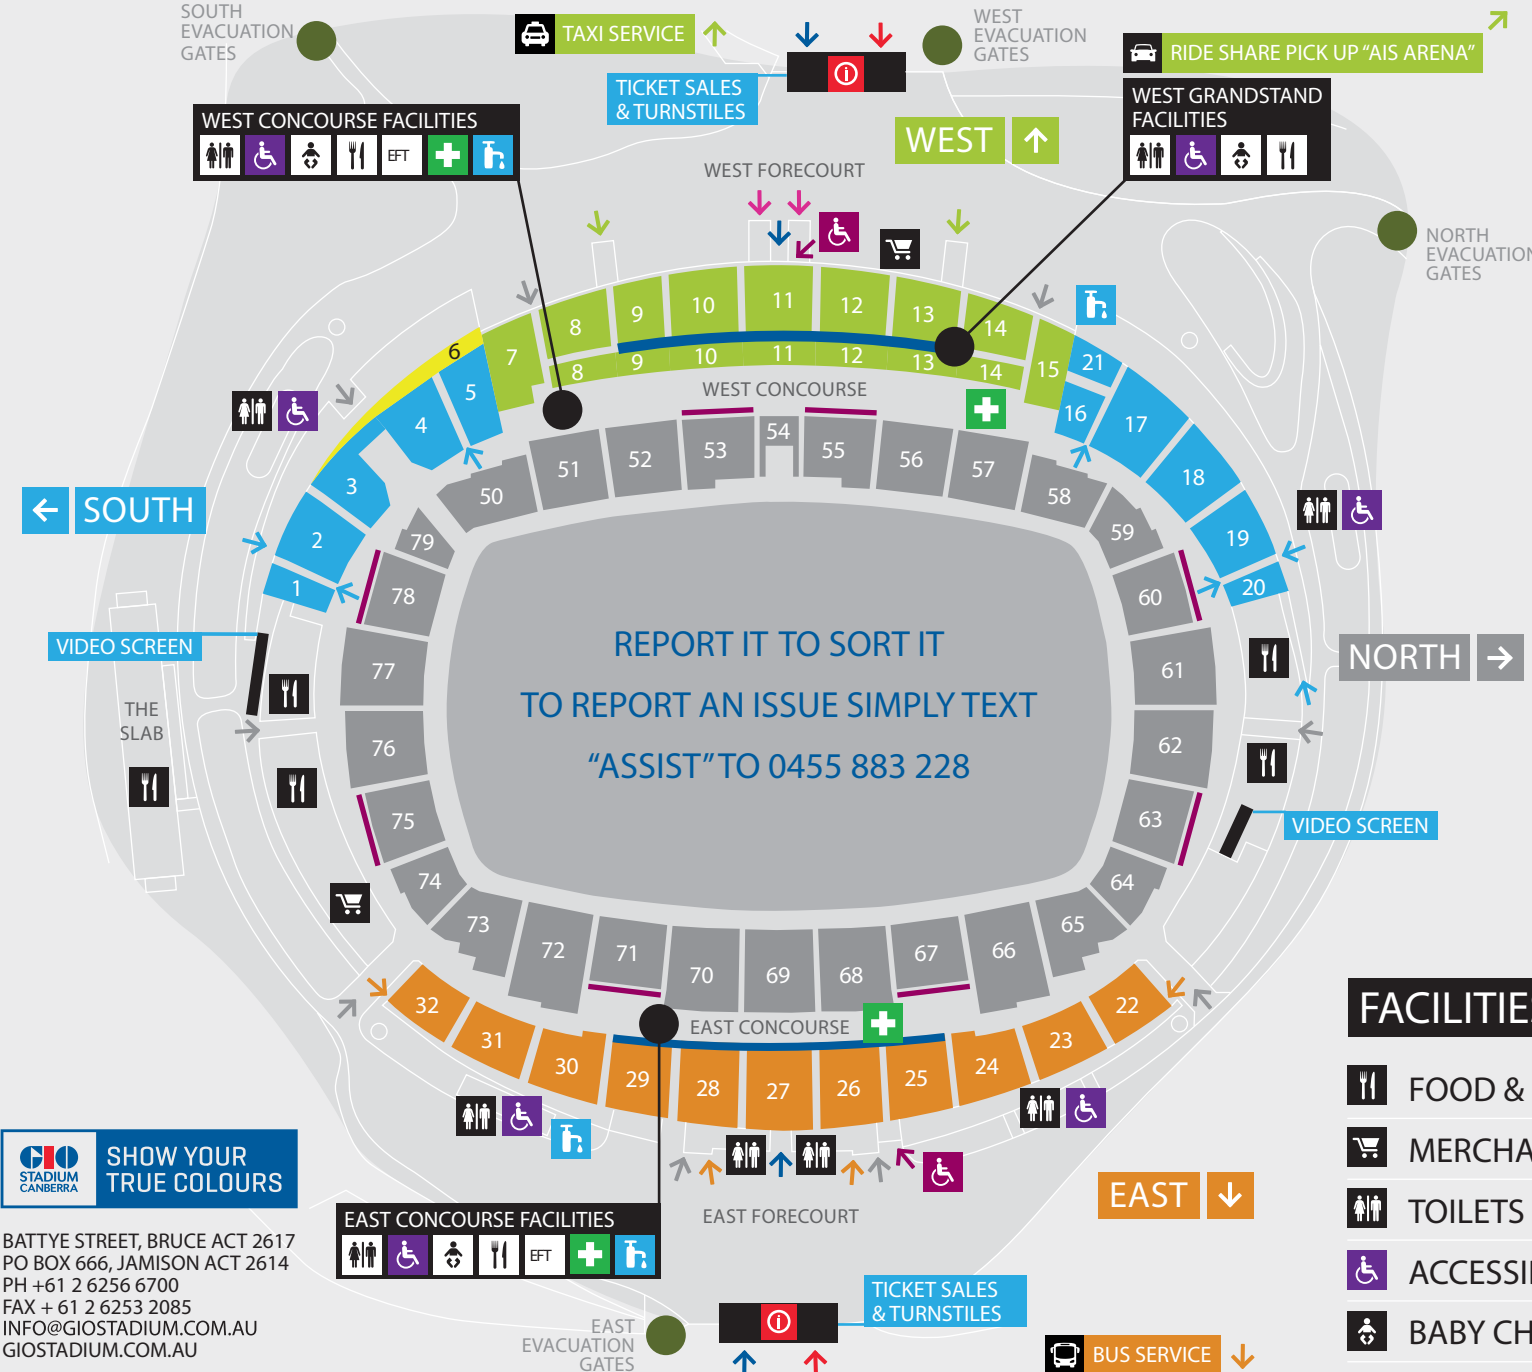 SOUTH
EVACUATION
GATES
TAXI SERVICE
WEST
EVACUATION
GATES
RIDE SHARE PICK UP “AIS ARENA”
TICKET SALES
& TURNSTILES
WEST GRANDSTAND
FACILITIES
WEST CONCOURSE FACILITIES
EFT
WEST
WEST FORECOURT
NORTH
EVACUATION
GATES
6
7
8
9
10
11
12
13
14
15
21
8
9
10
11
12
13
14
5
4
3
2
1
16
17
18
19
20
WEST CONCOURSE
50
51
52
53
54
55
56
57
58
59
60
61
62
63
64
65
66
67
68
69
70
71
72
73
74
75
76
77
78
79
SOUTH
VIDEO SCREEN
THE
SLAB
REPORT IT TO SORT IT
TO REPORT AN ISSUE SIMPLY TEXT
“ASSIST” TO 0455 883 228
NORTH
VIDEO SCREEN
EAST CONCOURSE
32
31
30
29
28
27
26
25
24
23
22
FACILITIES
FOOD &
MERCHA
TOILETS
ACCESSI
BABY CH
GIO
STADIUM
CANBERRA
SHOW YOUR
TRUE COLOURS
BATTYE STREET, BRUCE ACT 2617
PO BOX 666, JAMISON ACT 2614
PH +61 2 6256 6700
FAX + 61 2 6253 2085
INFO@GIOSTADIUM.COM.AU
GIOSTADIUM.COM.AU
EAST CONCOURSE FACILITIES
EFT
EAST FORECOURT
EAST
TICKET SALES
& TURNSTILES
EAST
EVACUATION
GATES
BUS SERVICE